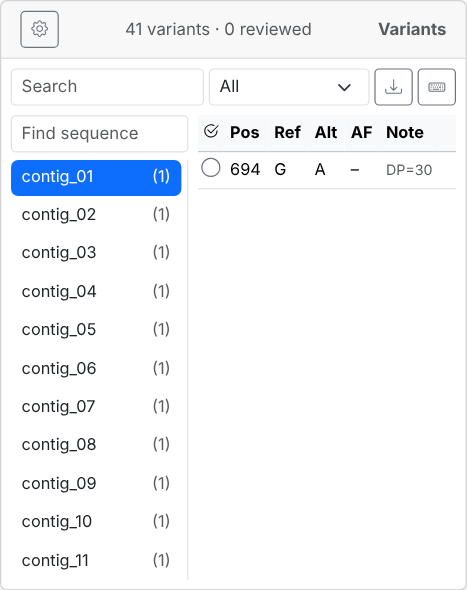 41 variants · 0 reviewed
Variants
Search
All
Find sequence
Pos Ref Alt AF Note
694 G A – DP=30
contig_01 (1)
contig_02 (1)
contig_03 (1)
contig_04 (1)
contig_05 (1)
contig_06 (1)
contig_07 (1)
contig_08 (1)
contig_09 (1)
contig_10 (1)
contig_11 (1)